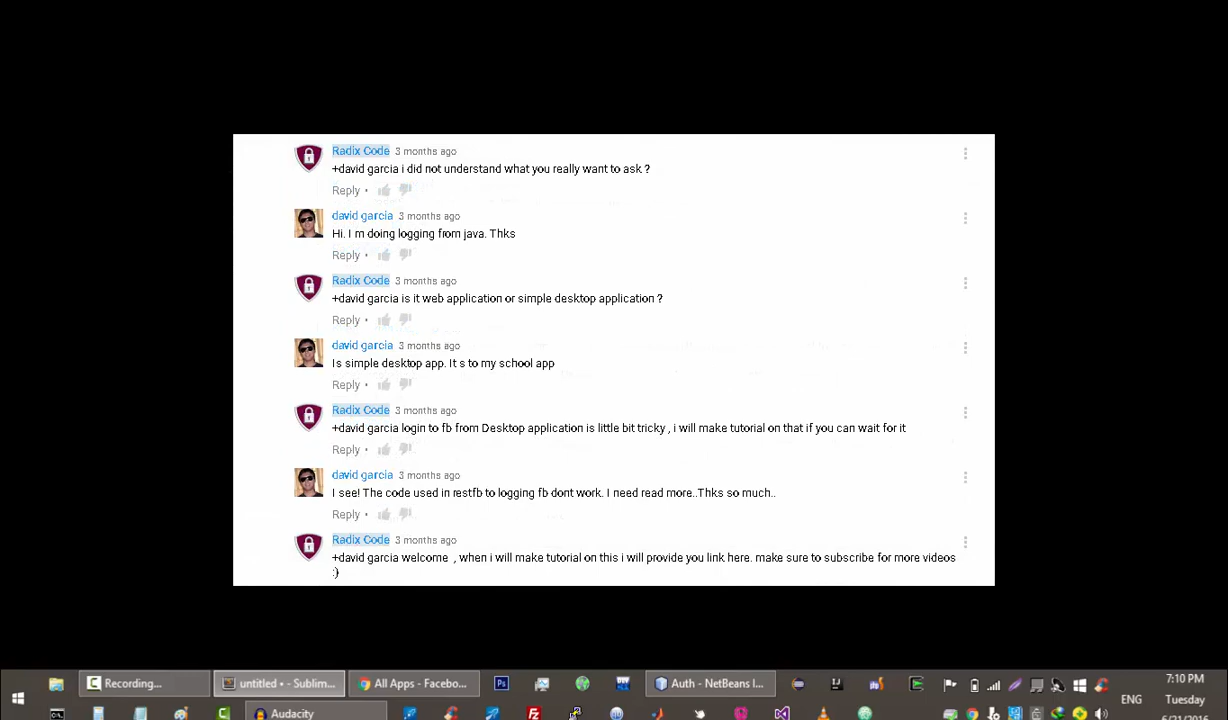 Radix Code 3 months ago
+david garcia i did not understand what you really want to ask ?
Reply •
david garcia 3 months ago
Hi. I m doing logging from java. Thks
Reply •
Radix Code 3 months ago
+david garcia is it web application or simple desktop application ?
Reply •
david garcia 3 months ago
Is simple desktop app. It s to my school app
Reply •
Radix Code 3 months ago
+david garcia login to fb from Desktop application is little bit tricky , i will make tutorial on that if you can wait for it
Reply •
david garcia 3 months ago
I see! The code used in restfb to logging fb dont work. I need read more..Thks so much..
Reply •
Radix Code 3 months ago
+david garcia welcome , when i will make tutorial on this i will provide you link here. make sure to subscribe for more videos
:)
Recording... untitled • - Sublim... All Apps - Facebo... Ps Auth - NetBeans I... 7:10 PM
ENG Tuesday
Audacity 6/21/2016